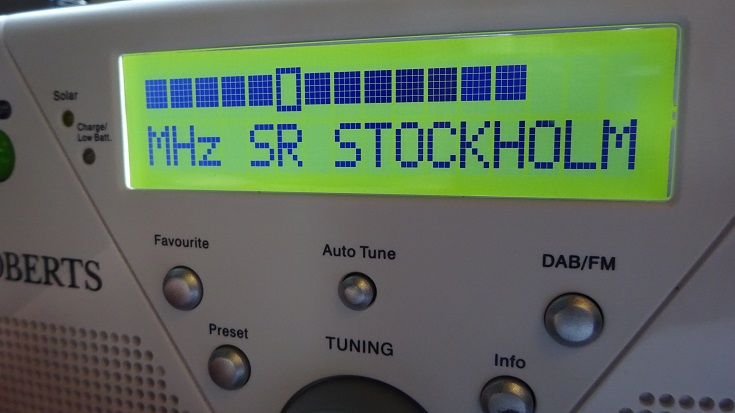 Solar
Charge/
Low Batt.
MHz SR STOCKHOLM
Favourite
Auto Tune
DAB/FM
OBERTS
Preset
TUNING
Info